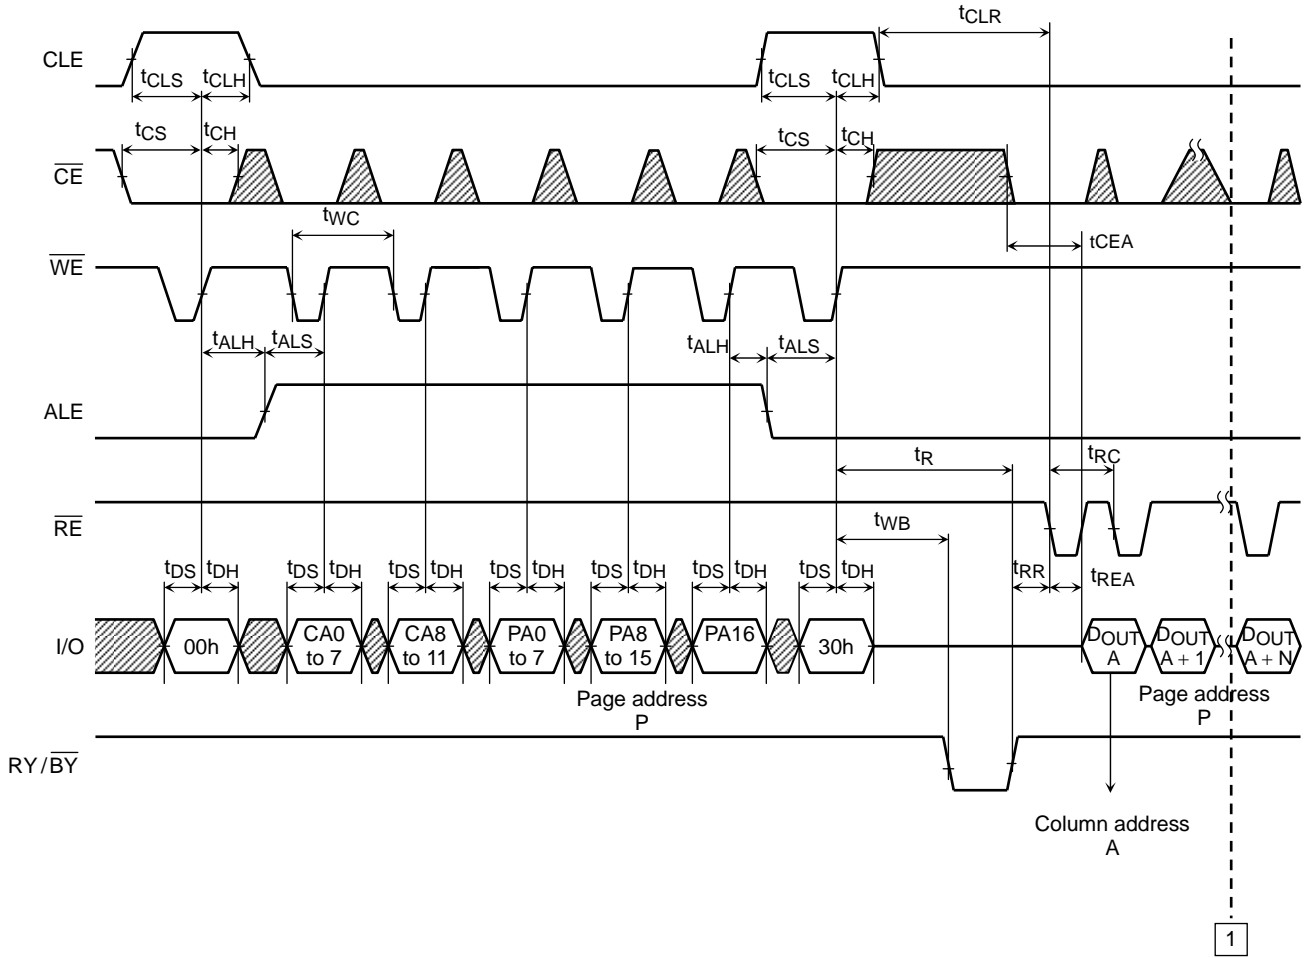 tCLR
CLE
tCLS tCLH tCLS tCLH
tCS tCH tCS tCH
CE
tWC
tCEA
WE
tALH tALS tALH tALS
ALE
tR tRC
RE
tWB
tDS tDH tDS tDH tDS tDH tDS tDH tDS tDH tDS tDH tDS tDH tRR tREA
I/O 00h CA0 to 7 CA8 to 11 PA0 to 7 PA8 to 15 PA16 30h DOUT A DOUT A + 1 DOUT A + N
Page address P
Page address P
RY/BY
Column address
A
1